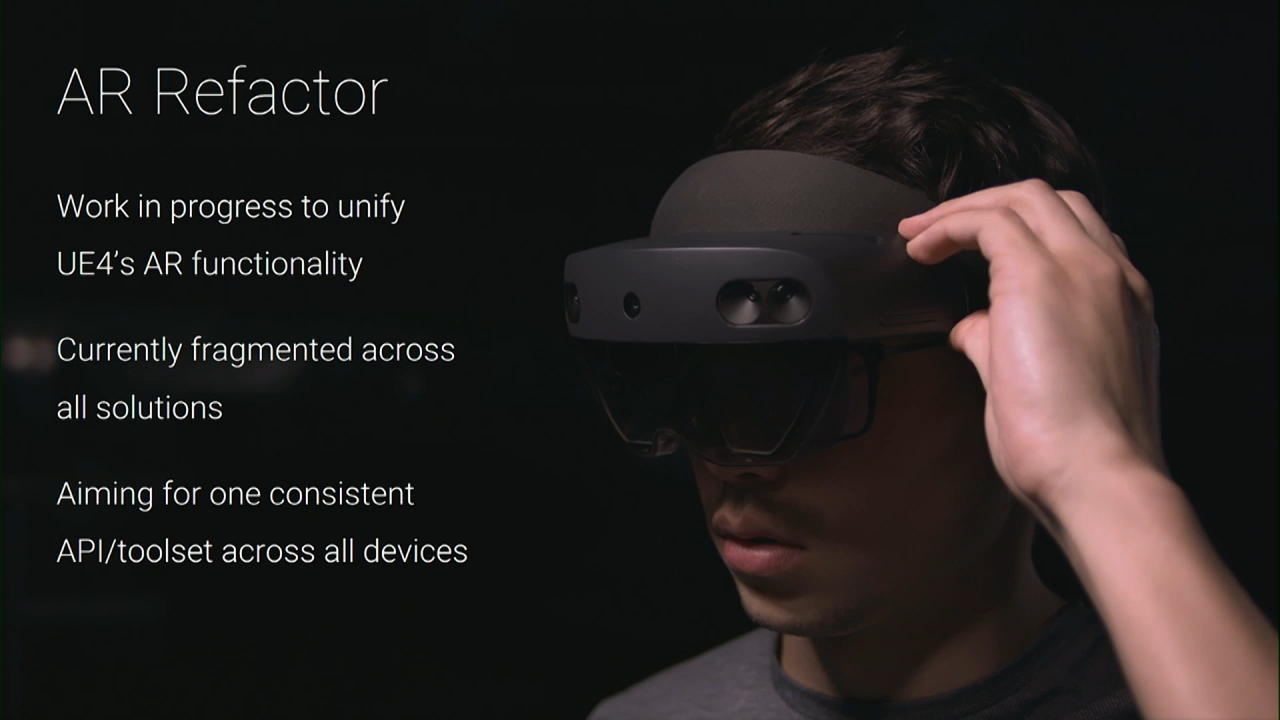 AR Refactor
Work in progress to unify
UE4’s AR functionality
Currently fragmented across
all solutions
Aiming for one consistent
API/toolset across all devices